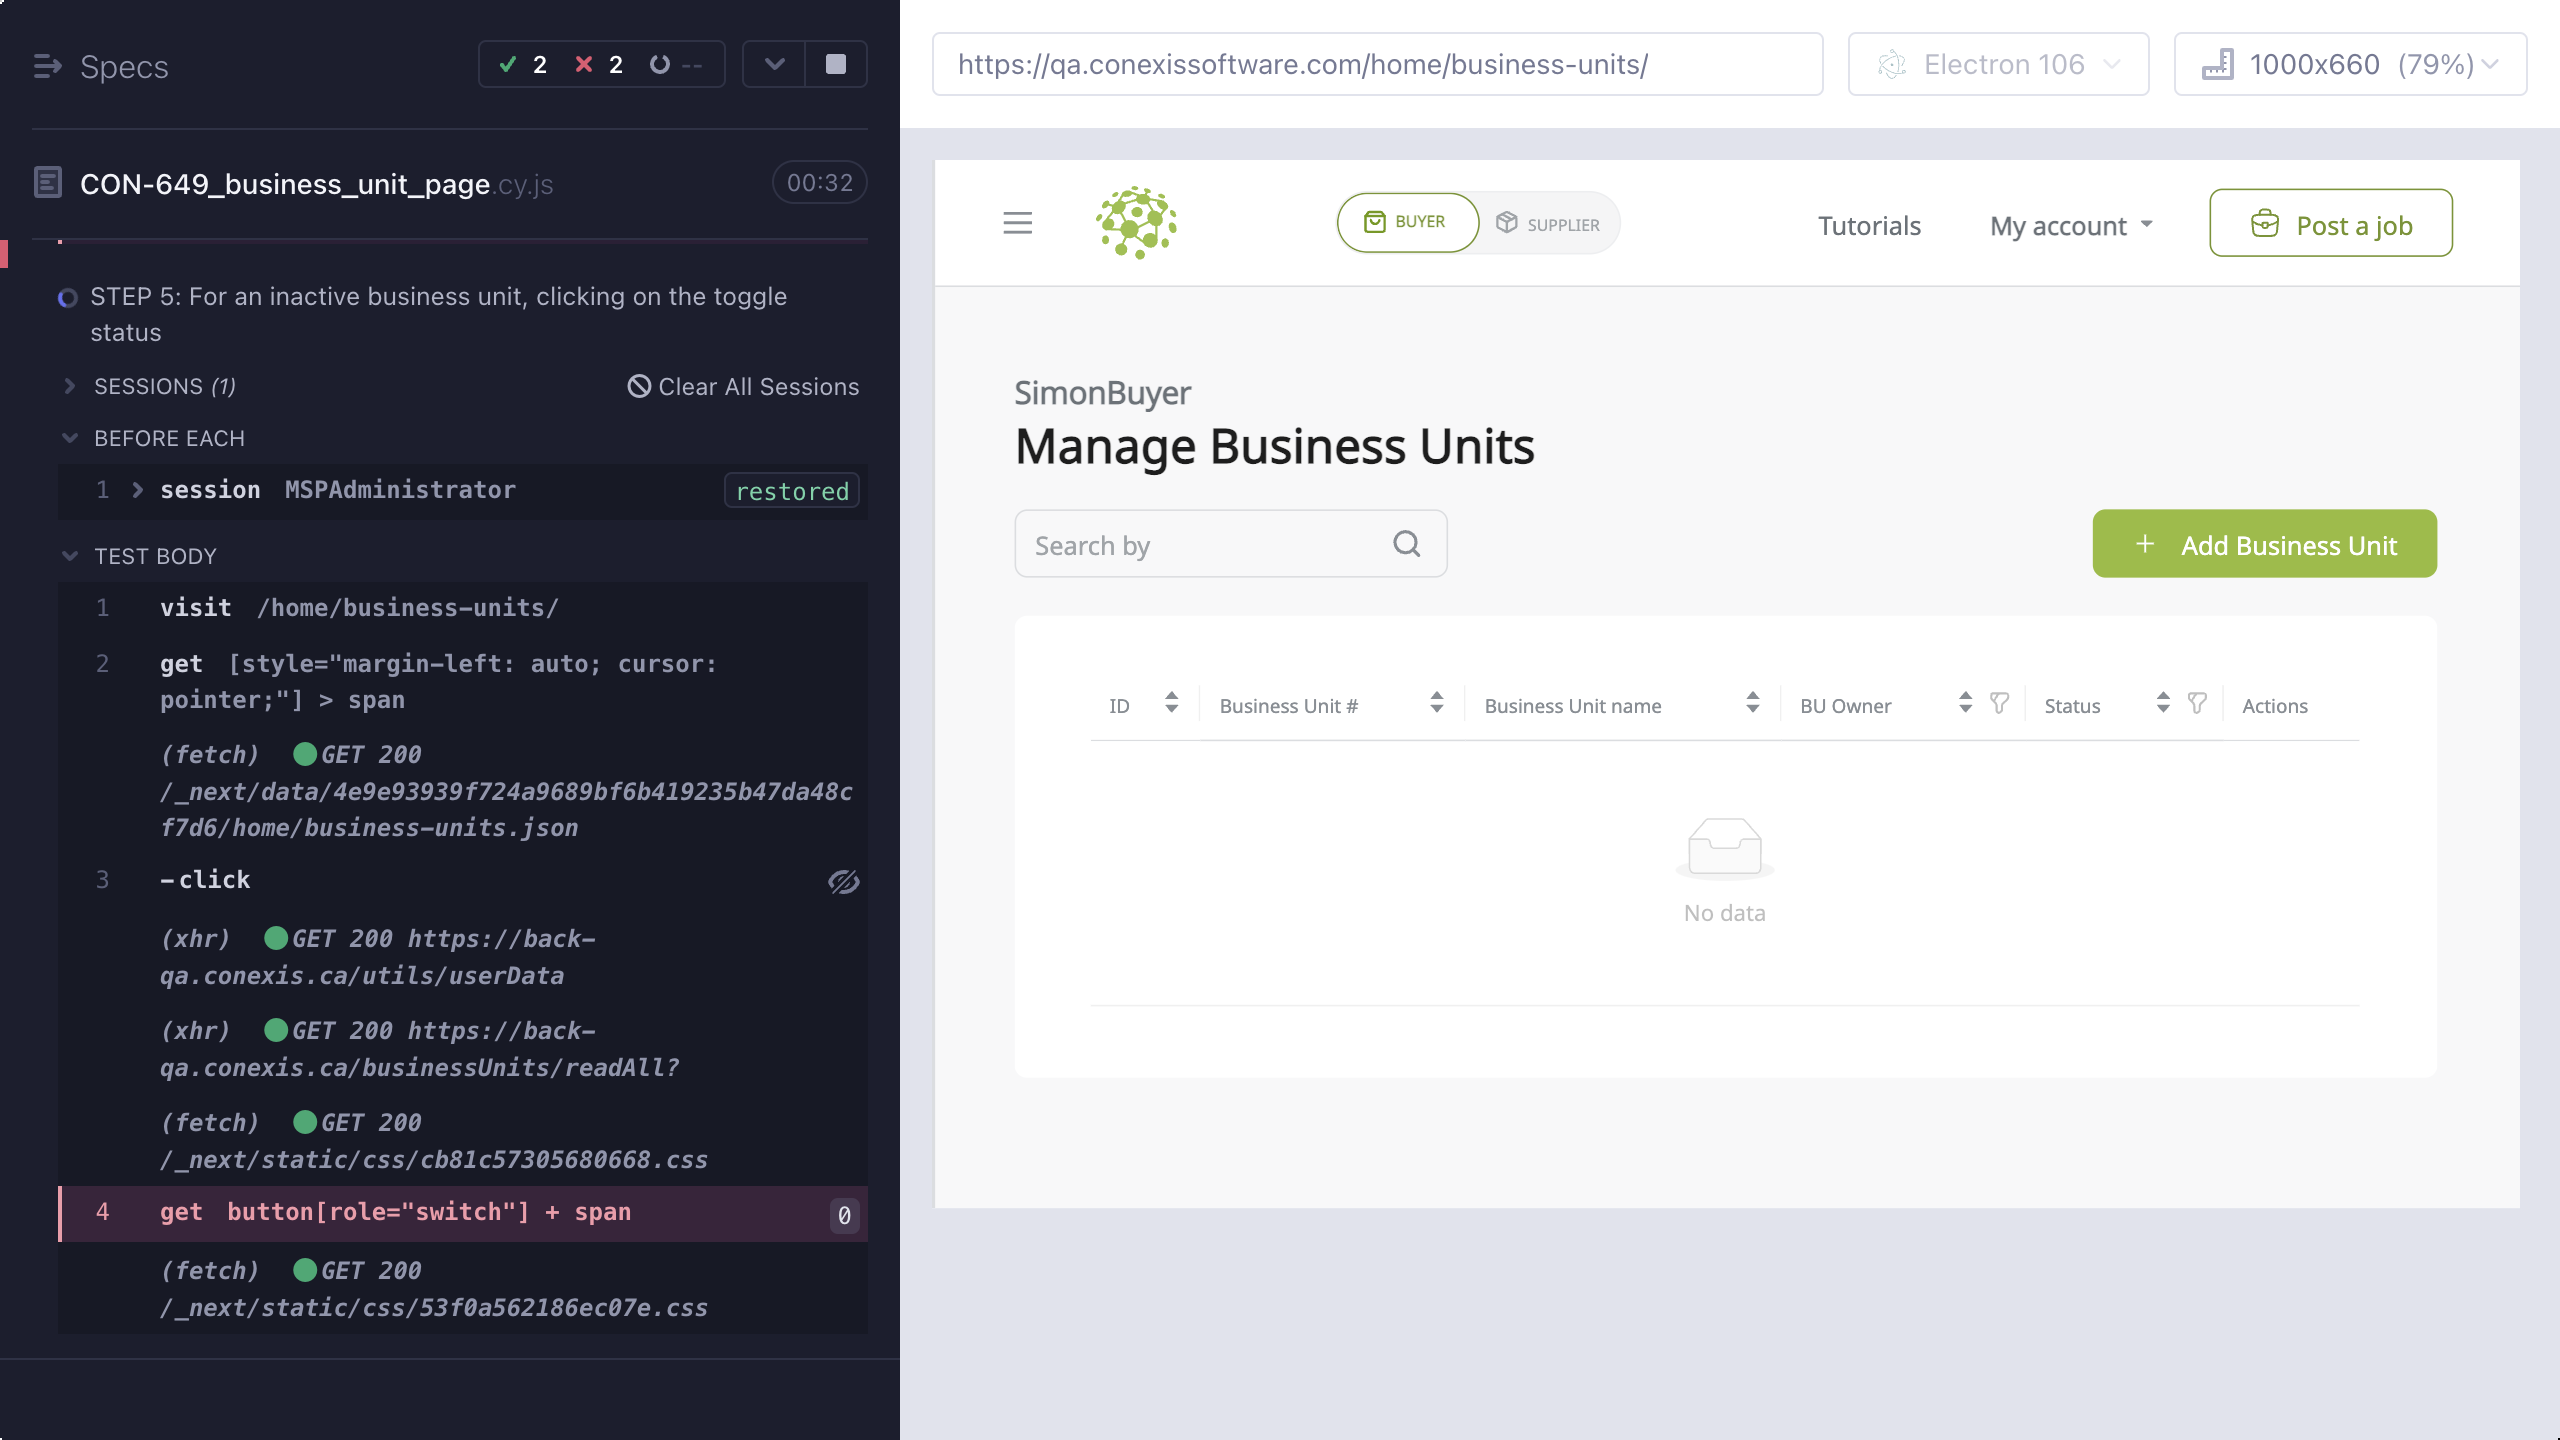 Specs
2 2 --
CON-649_business_unit_page.cy.js 00:32
STEP 5: For an inactive business unit, clicking on the toggle
status
SESSIONS (1) Clear All Sessions
BEFORE EACH
1 session MSPAdministrator restored
TEST BODY
1 visit /home/business-units/
2 get [style="margin-left: auto; cursor:
pointer;"] > span
(fetch) GET 200
/_next/data/4e9e93939f724a9689bf6b419235b47da48c
f7d6/home/business-units.json
3 -click
(xhr) GET 200 https://back-
qa.conexis.ca/utils/userData
(xhr) GET 200 https://back-
qa.conexis.ca/businessUnits/readAll?
(fetch) GET 200
/_next/static/css/cb81c57305680668.css
4 get button[role="switch"] + span 0
(fetch) GET 200
/_next/static/css/53f0a562186ec07e.css
https://qa.conexissoftware.com/home/business-units/ Electron 106 1000x660 (79%)
BUYER SUPPLIER Tutorials My account Post a job
SimonBuyer
Manage Business Units
Search by + Add Business Unit
ID Business Unit # Business Unit name BU Owner Status Actions
No data